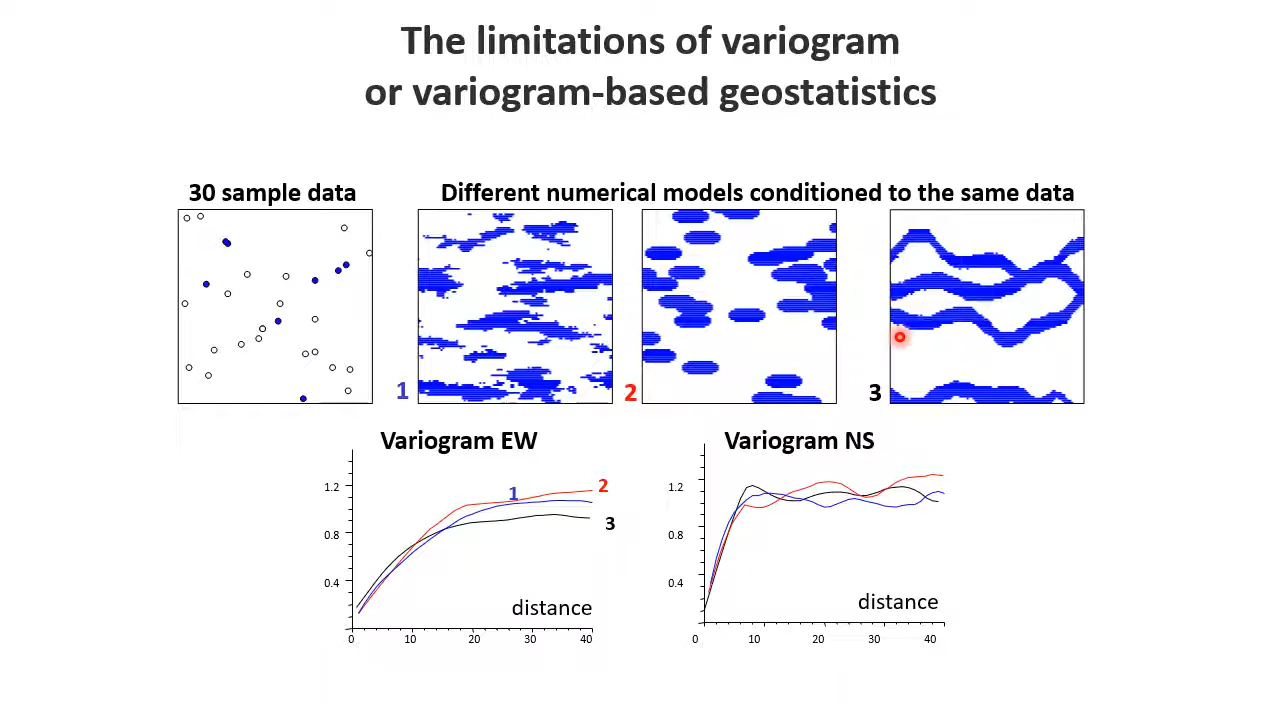 The limitations of variogram
or variogram-based geostatistics
30 sample data
Different numerical models conditioned to the same data
1
2
3
Variogram EW
1.2
0.8
0.4
1
2
3
distance
0 10 20 30 40
Variogram NS
1.2
0.8
0.4
distance
0 10 20 30 40